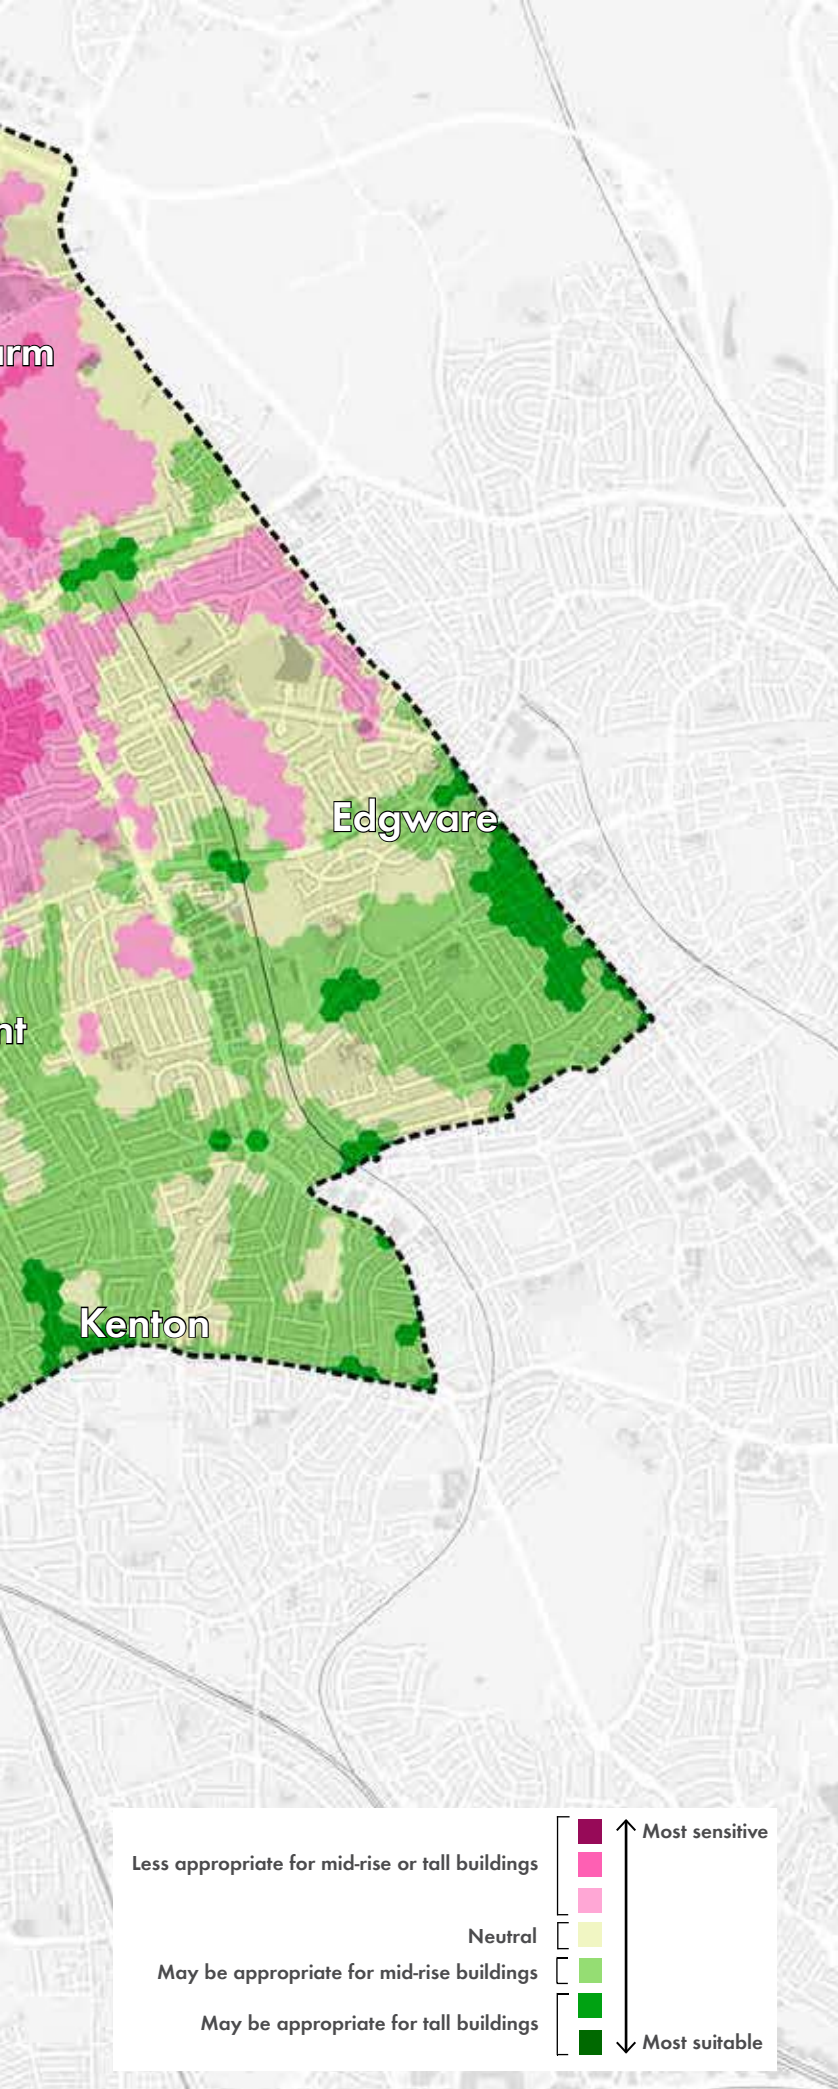 arm
Edgware
nt
Kenton
Most sensitive
Less appropriate for mid-rise or tall buildings
Neutral
May be appropriate for mid-rise buildings
May be appropriate for tall buildings
Most suitable